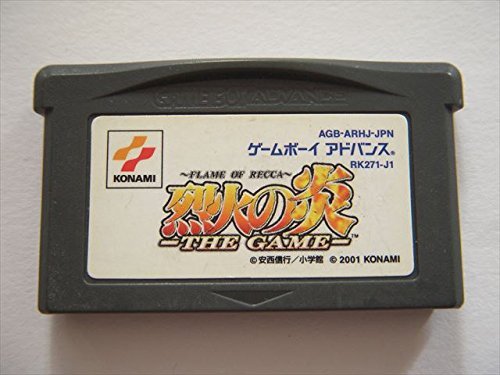 GAME BOY ADVANCE
KONAMI
AGB-ARHJ-JPN
ゲームボーイ アドバンス®
RK271-J1
～FLAME OF RECCA～
烈火の炎
-THE GAME-™
©安西信行／小学館 © 2001 KONAMI